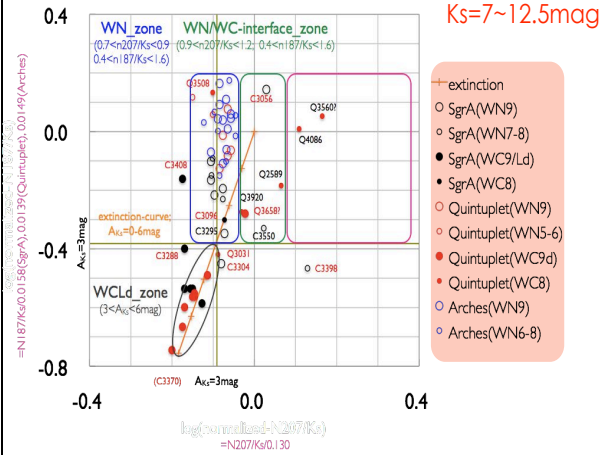 Ks=7~12.5mag
WN_zone
(0.7<n207/Ks<0.9
0.4<n187/Ks<1.6)
WN/WC-interface_zone
(0.9<n207/Ks<1.2; 0.4<n187/Ks<1.6)
0.4
0.0
-0.4
-0.8
-0.4
0.0
0.4
Q3508
C3056
Q3560?
Q4086
C3408
Q2589
Q3920
C3096
Q3658?
C3295
C3550
extinction-curve;
AKs=0-6mag
AKs=3mag
C3288
Q3031
C3304
C3398
WCLd_zone
(3<AKs<6mag)
(C3370)
AKs=3mag
log(normalized-N207/Ks)
=N207/Ks/0.130
=N187/Ks/0.0158(SgrA), 0.0139(Quintuplet), 0.0149(Arches)
extinction
SgrA(WN9)
SgrA(WN7-8)
SgrA(WC9/Ld)
SgrA(WC8)
Quintuplet(WN9)
Quintuplet(WN5-6)
Quintuplet(WC9d)
Quintuplet(WC8)
Arches(WN9)
Arches(WN6-8)